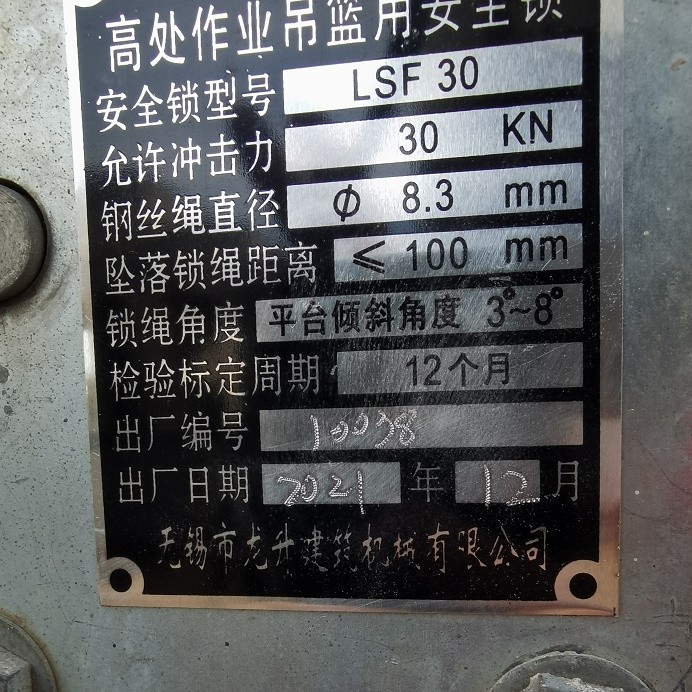 高处作业吊篮用安全锁
安全锁型号 LSF 30
允许冲击力 30 KN
钢丝绳直径 Φ 8.3 mm
坠落锁绳距离 ≤ 100 mm
锁绳角度 平台倾斜角度 3°~8°
检验标定周期 12个月
出厂编号
出厂日期 2021 年 12 月
无锡市龙升建筑机械有限公司